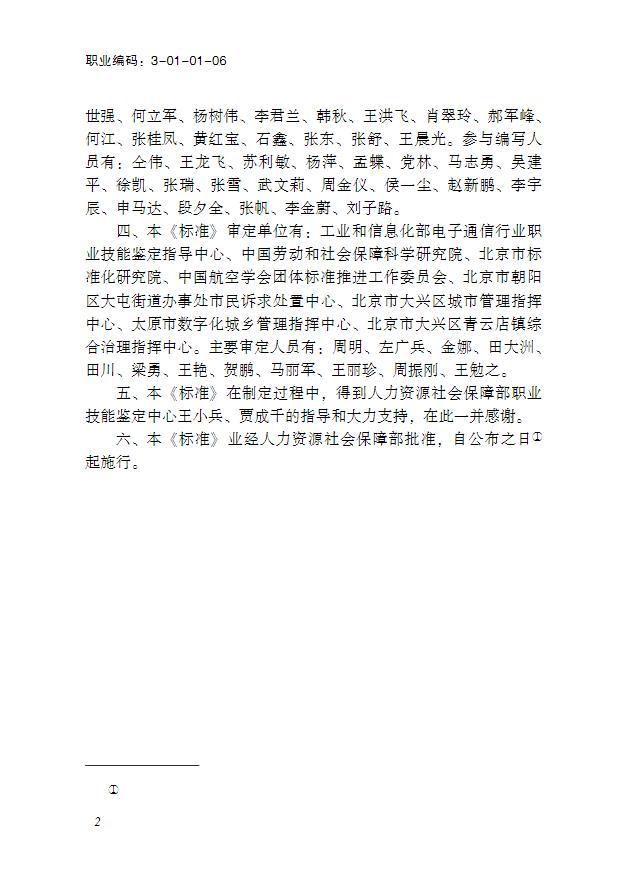 职业编码：3-01-01-06
世强、何立军、杨树伟、李君兰、韩秋、王洪飞、肖翠玲、郝军峰、
何江、张桂凤、黄红宝、石鑫、张东、张舒、王晨光。参与编写人
员有：仝伟、王龙飞、苏利敏、杨萍、孟蝶、党林、马志勇、吴建
平、徐凯、张瑞、张雪、武文莉、周金仪、侯一尘、赵新鹏、李宇
辰、申马达、段夕全、张帆、李金蔚、刘子路。
四、本《标准》审定单位有：工业和信息化部电子通信行业职
业技能鉴定指导中心、中国劳动和社会保障科学研究院、北京市标
准化研究院、中国航空学会团体标准推进工作委员会、北京市朝阳
区大屯街道办事处市民诉求处置中心、北京市大兴区城市管理指挥
中心、太原市数字化城乡管理指挥中心、北京市大兴区青云店镇综
合治理指挥中心。主要审定人员有：周明、左广兵、金娜、田大洲、
田川、梁勇、王艳、贺鹏、马丽军、王丽珍、周振刚、王勉之。
五、本《标准》在制定过程中，得到人力资源社会保障部职业
技能鉴定中心王小兵、贾成千的指导和大力支持，在此一并感谢。
六、本《标准》业经人力资源社会保障部批准，自公布之日①
起施行。
①
2